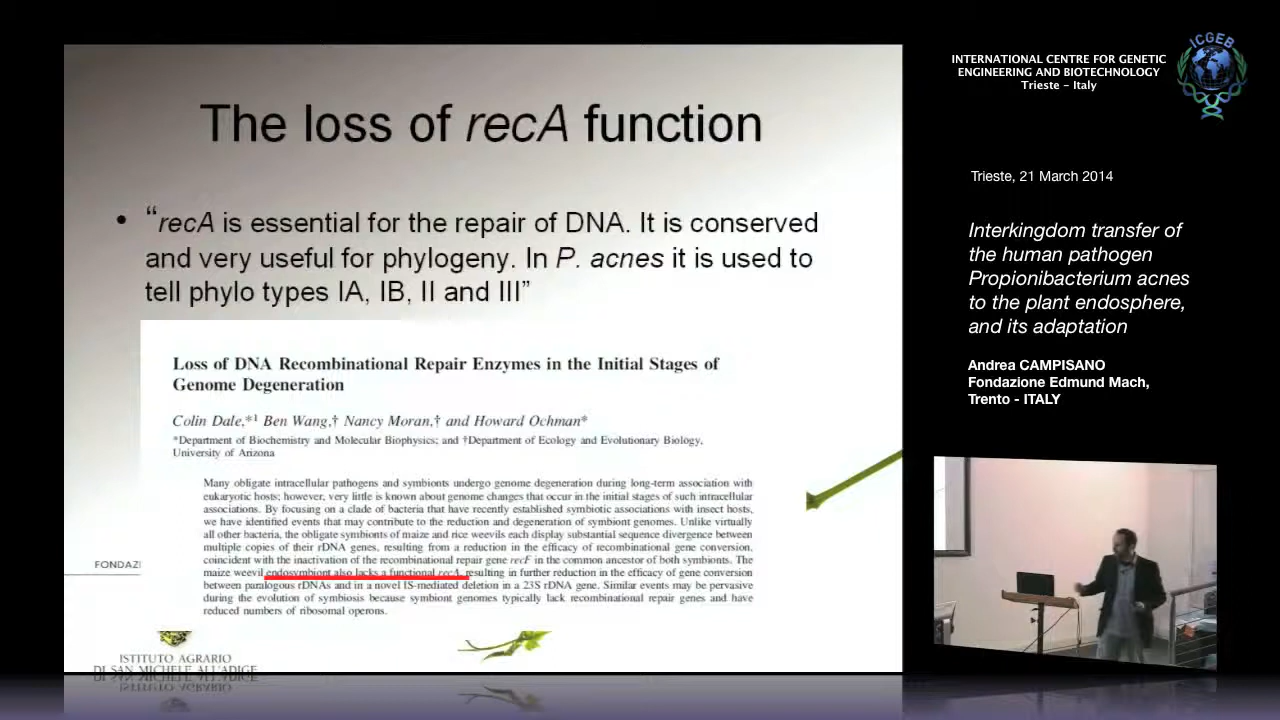 The loss of recA function
• “recA is essential for the repair of DNA. It is conserved
and very useful for phylogeny. In P. acnes it is used to
tell phylo types IA, IB, II and III”
Loss of DNA Recombinational Repair Enzymes in the Initial Stages of
Genome Degeneration
Colin Dale,*¹ Ben Wang,† Nancy Moran,† and Howard Ochman*
*Department of Biochemistry and Molecular Biophysics; and †Department of Ecology and Evolutionary Biology,
University of Arizona
Many obligate intracellular pathogens and symbionts undergo genome degeneration during long-term association with
eukaryotic hosts; however, very little is known about genome changes that occur in the initial stages of such intracellular
associations. By focusing on a clade of bacteria that have recently established symbiotic associations with insect hosts,
we have identified events that may contribute to the reduction and degeneration of symbiont genomes. Unlike virtually
all other bacteria, the obligate symbionts of maize and rice weevils each display substantial sequence divergence between
multiple copies of their rDNA genes, resulting from a reduction in the efficacy of recombinational gene conversion,
coincident with the inactivation of the recombinational repair gene recF in the common ancestor of both symbionts. The
maize weevil endosymbiont also lacks a functional recA, resulting in further reduction in the efficacy of gene conversion
between paralogous rDNAs and in a novel IS-mediated deletion in a 23S rDNA gene. Similar events may be pervasive
during the evolution of symbiosis because symbiont genomes typically lack recombinational repair genes and have
reduced numbers of ribosomal operons.
FONDAZI
ISTITUTO AGRARIO
DI SAN MICHELE ALL'ADIGE
ICGEB
INTERNATIONAL CENTRE FOR GENETIC
ENGINEERING AND BIOTECHNOLOGY
Trieste – Italy
Trieste, 21 March 2014
Interkingdom transfer of
the human pathogen
Propionibacterium acnes
to the plant endosphere,
and its adaptation
Andrea CAMPISANO
Fondazione Edmund Mach,
Trento - ITALY